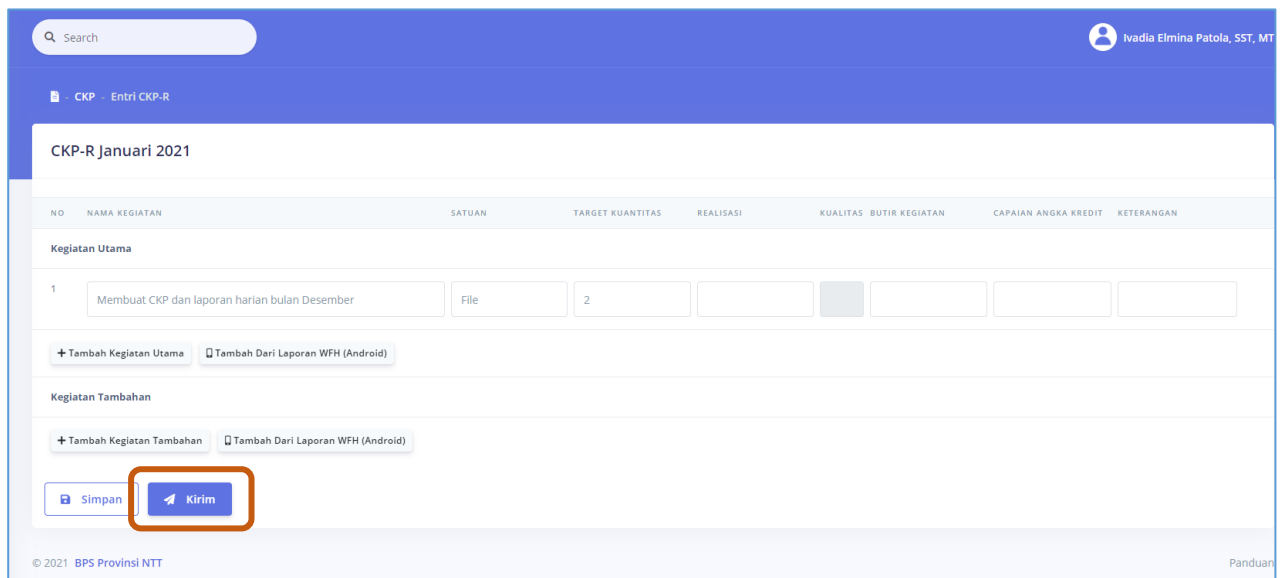 Search
Ivadia Elmina Patola, SST, MT
- CKP - Entri CKP-R
CKP-R Januari 2021
NO NAMA KEGIATAN SATUAN TARGET KUANTITAS REALISASI KUALITAS BUTIR KEGIATAN CAPAIAN ANGKA KREDIT KETERANGAN
Kegiatan Utama
1 Membuat CKP dan laporan harian bulan Desember File 2
+ Tambah Kegiatan Utama Tambah Dari Laporan WFH (Android)
Kegiatan Tambahan
+ Tambah Kegiatan Tambahan Tambah Dari Laporan WFH (Android)
Simpan Kirim
© 2021 BPS Provinsi NTT Panduan